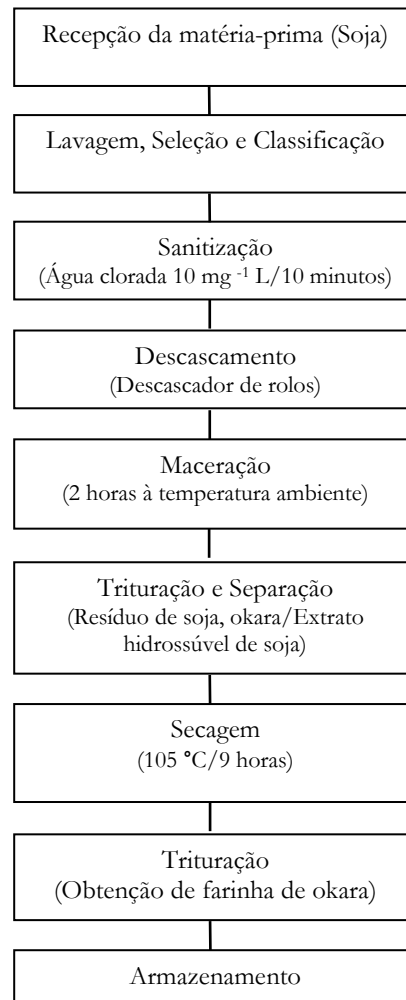 Recepção da matéria-prima (Soja)
Lavagem, Seleção e Classificação
Sanitização
(Água clorada 10 mg ⁻¹ L/10 minutos)
Descascamento
(Descascador de rolos)
Maceração
(2 horas à temperatura ambiente)
Trituração e Separação
(Resíduo de soja, okara/Extrato
hidrossúvel de soja)
Secagem
(105 °C/9 horas)
Trituração
(Obtenção de farinha de okara)
Armazenamento